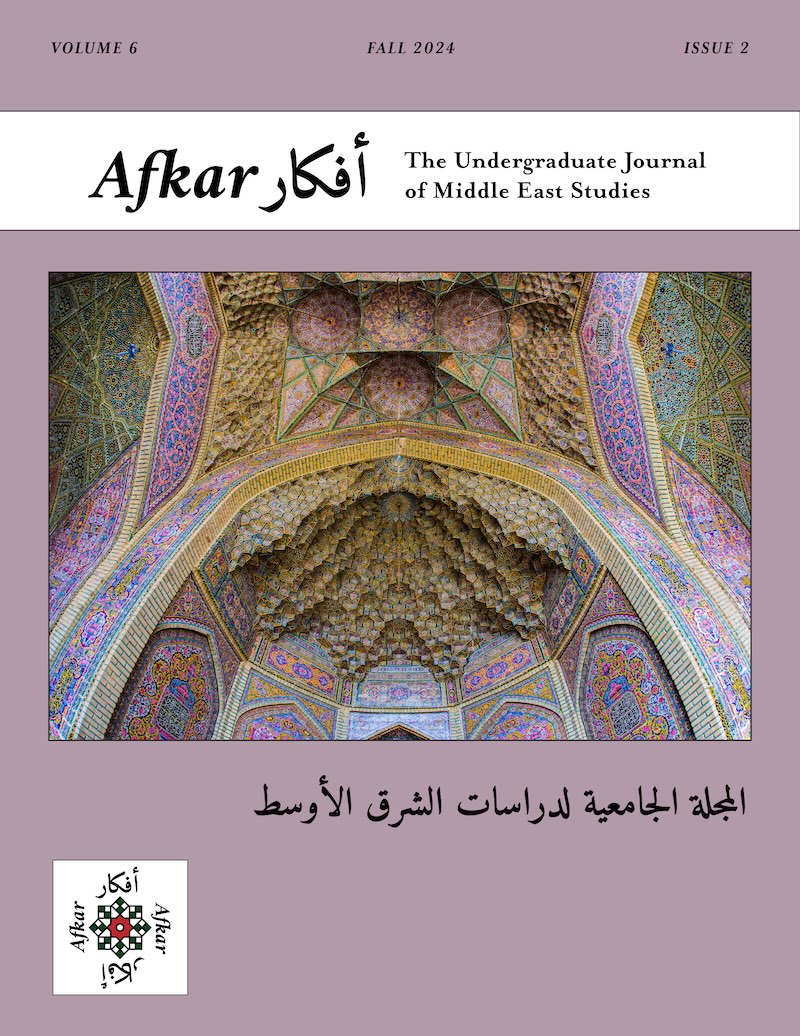 VOLUME 6 FALL 2024 ISSUE 2
Afkar أفكار
The Undergraduate Journal
of Middle East Studies
المجلة الجامعية لدراسات الشرق الأوسط
أفكار
Afkar
Afkar
أفكار